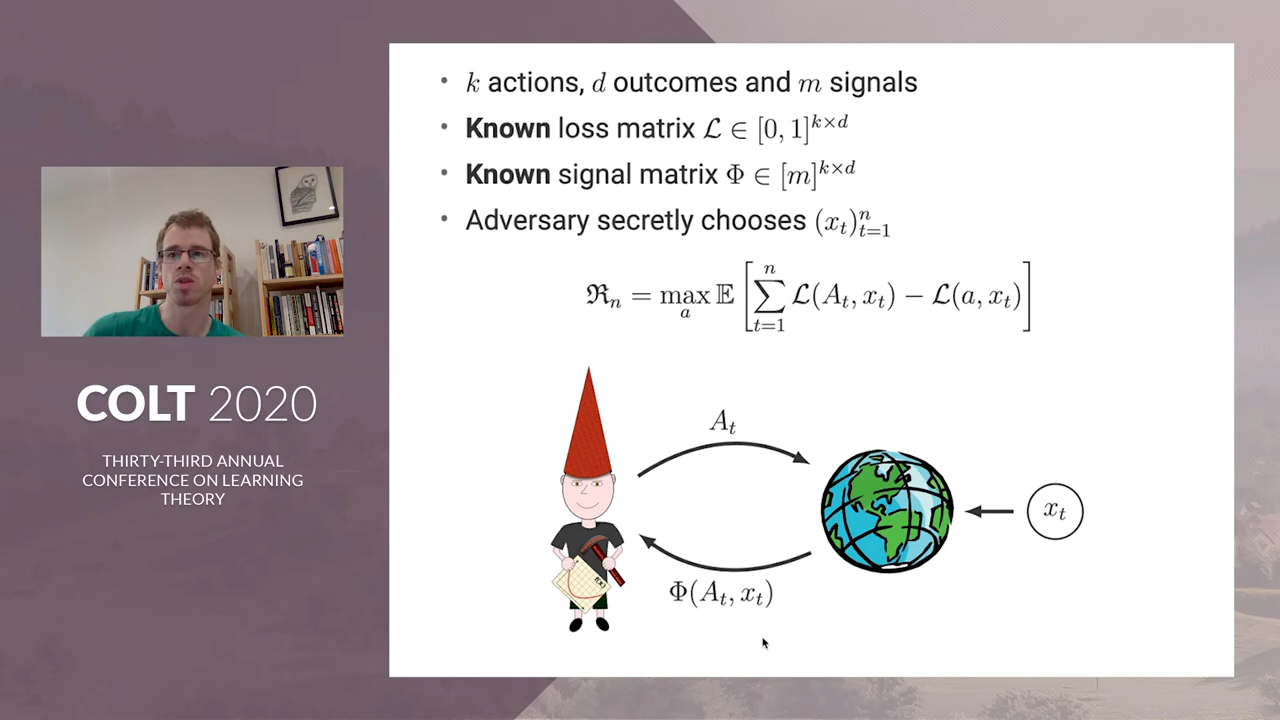 • k actions, d outcomes and m signals
• Known loss matrix ℒ ∈ [0, 1]^{k×d}
• Known signal matrix Φ ∈ [m]^{k×d}
• Adversary secretly chooses (x_t)_{t=1}^n
ℜ_n = max_a 𝔼 [∑_{t=1}^n ℒ(A_t, x_t) − ℒ(a, x_t)]
A_t
x_t
Φ(A_t, x_t)
COLT 2020
THIRTY-THIRD ANNUAL
CONFERENCE ON LEARNING
THEORY